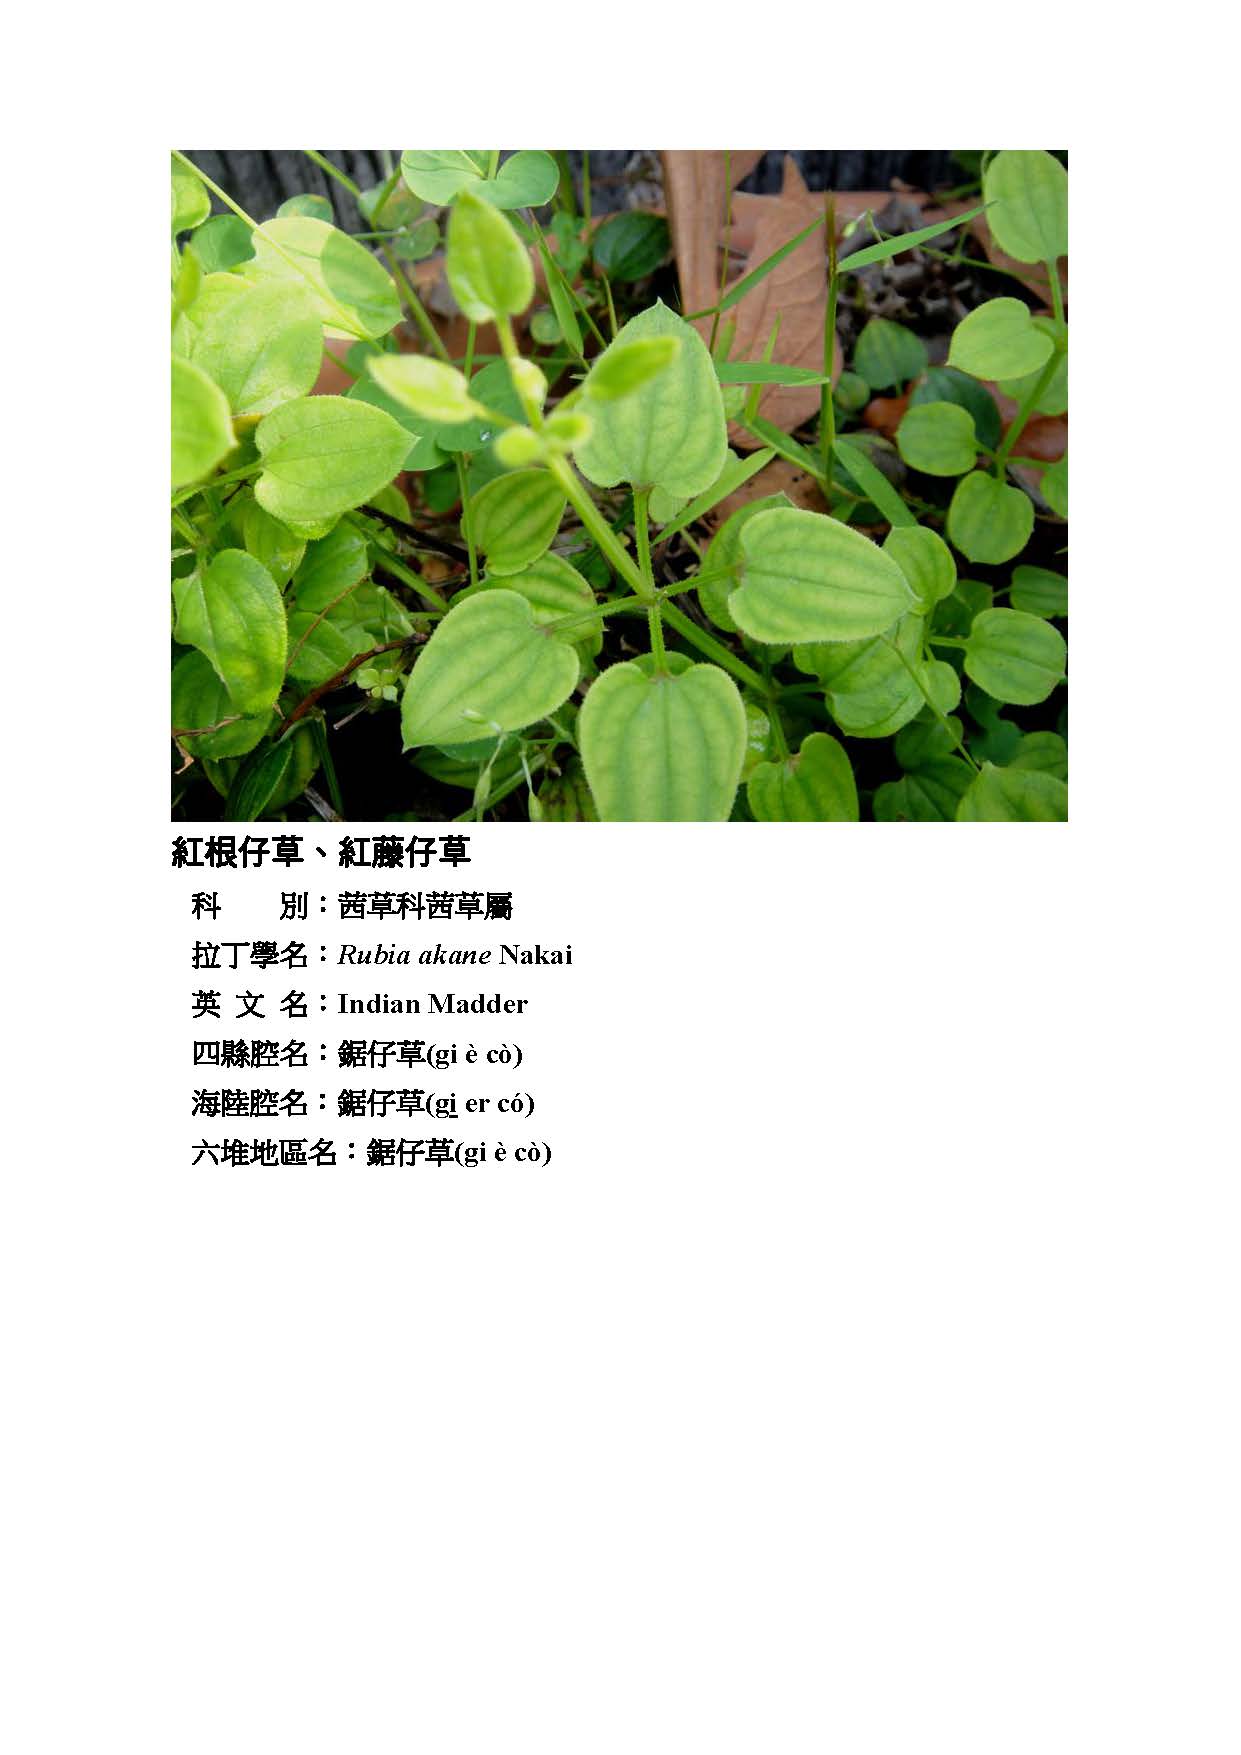 紅根仔草、紅藤仔草
科　　別：茜草科茜草屬
拉丁學名：Rubia akane Nakai
英 文 名：Indian Madder
四縣腔名：鋸仔草(gi è cò)
海陸腔名：鋸仔草(gi er có)
六堆地區名：鋸仔草(gi è cò)